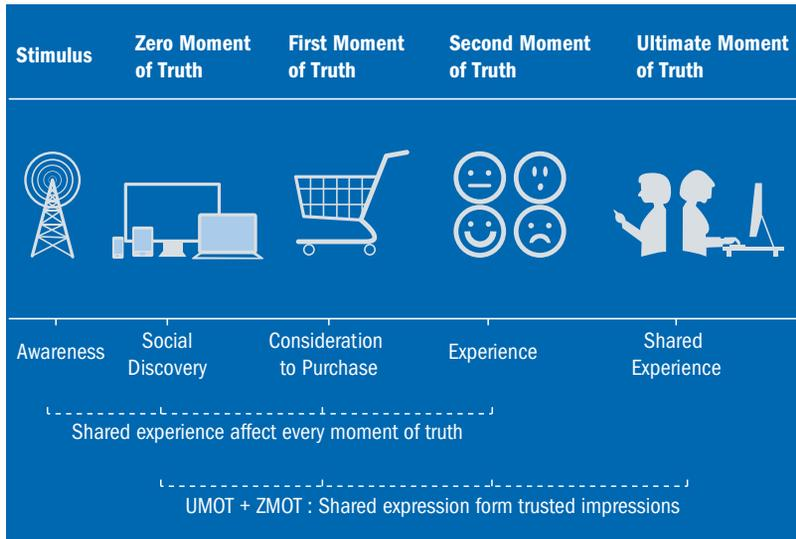 Stimulus
Zero Moment
of Truth
First Moment
of Truth
Second Moment
of Truth
Ultimate Moment
of Truth
Awareness
Social
Discovery
Consideration
to Purchase
Experience
Shared
Experience
Shared experience affect every moment of truth
UMOT + ZMOT : Shared expression form trusted impressions